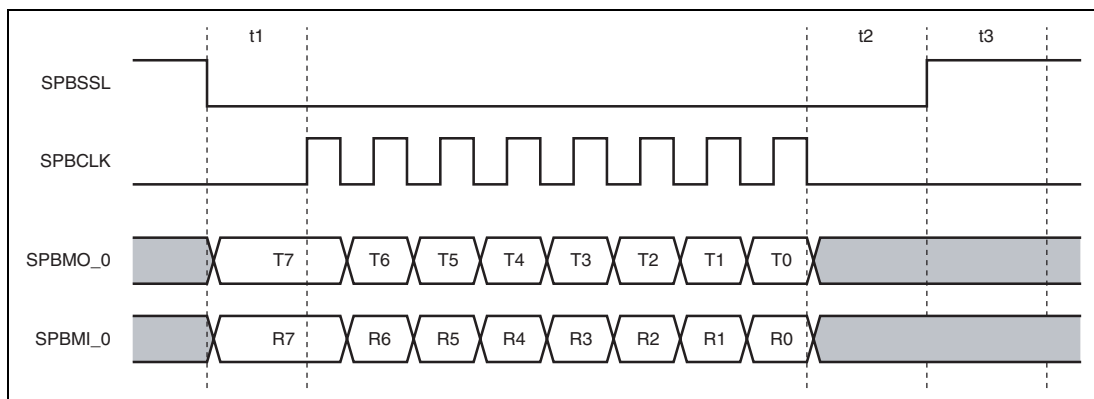 t1 t2 t3
SPBSSL
SPBCLK
SPBMO_0 T7 T6 T5 T4 T3 T2 T1 T0
SPBMI_0 R7 R6 R5 R4 R3 R2 R1 R0